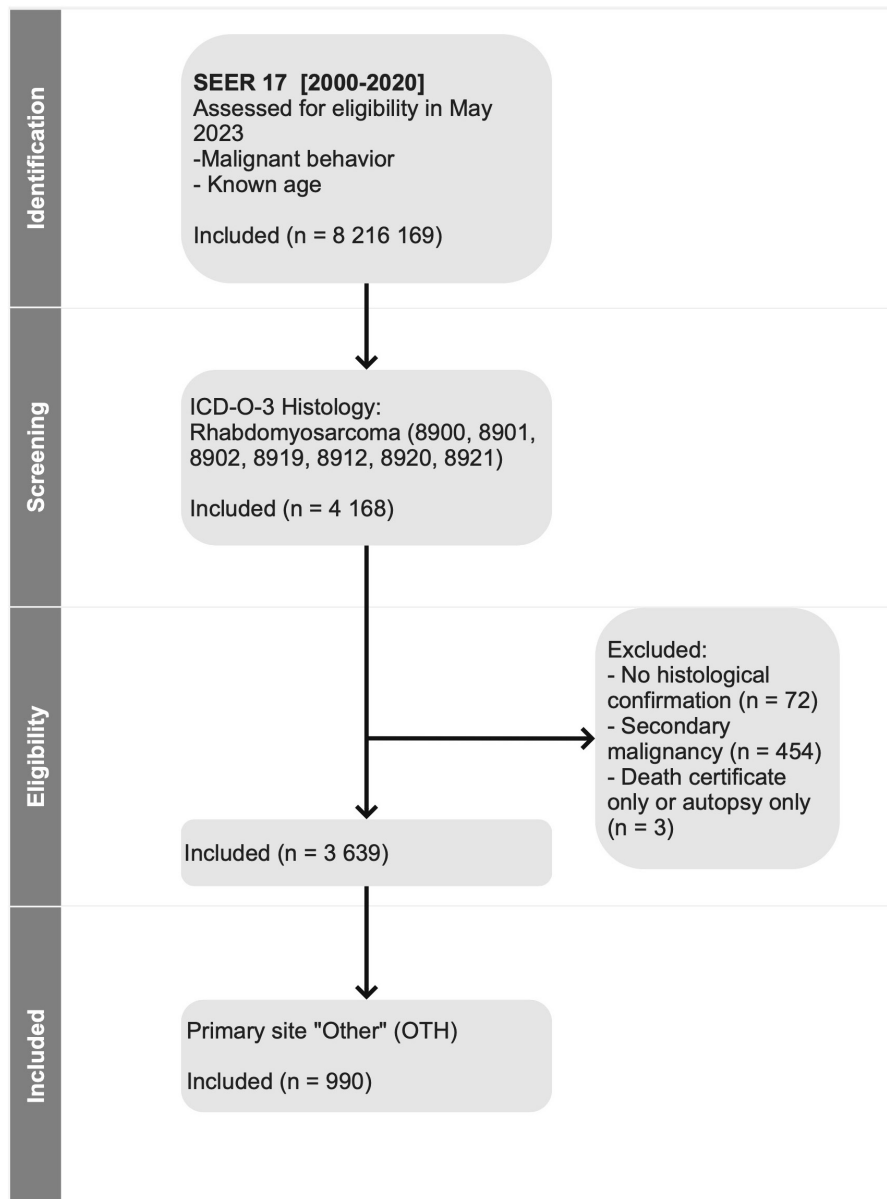 Identification
SEER 17 [2000-2020]
Assessed for eligibility in May
2023
-Malignant behavior
- Known age
Included (n = 8 216 169)
Screening
ICD-O-3 Histology:
Rhabdomyosarcoma (8900, 8901,
8902, 8919, 8912, 8920, 8921)
Included (n = 4 168)
Eligibility
Excluded:
- No histological
confirmation (n = 72)
- Secondary
malignancy (n = 454)
- Death certificate
only or autopsy only
(n = 3)
Included (n = 3 639)
Included
Primary site "Other" (OTH)
Included (n = 990)